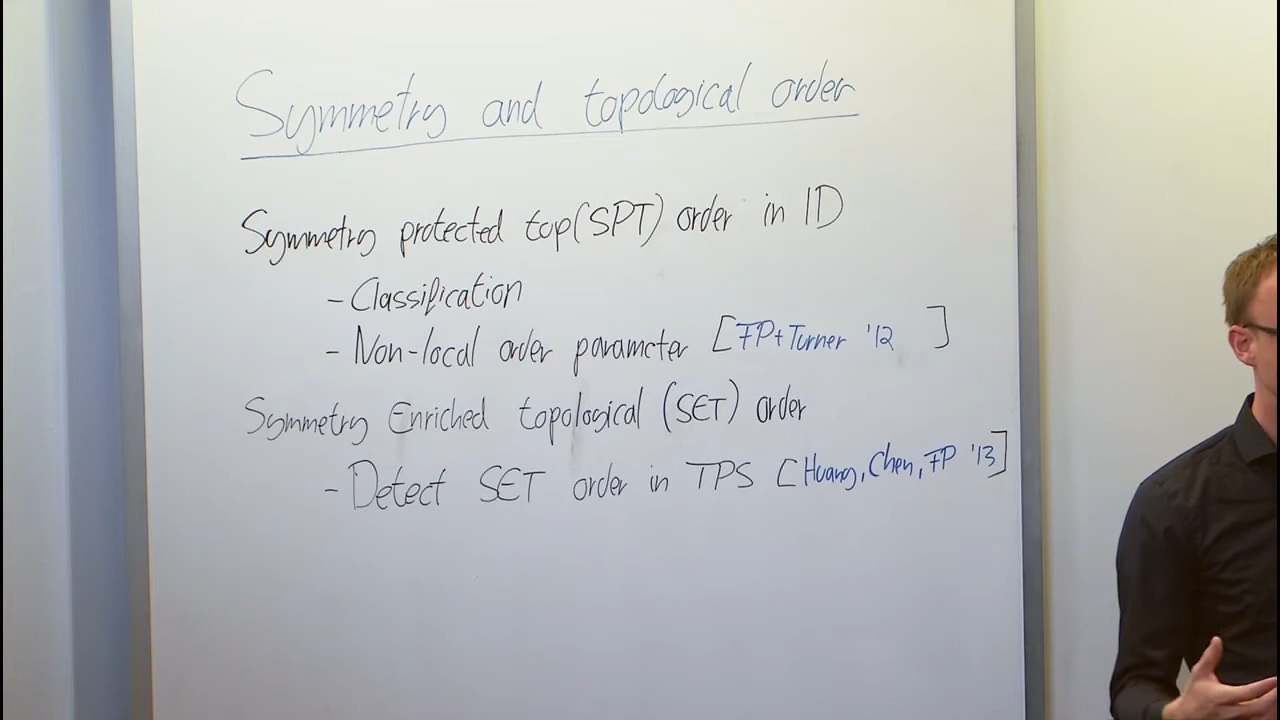 Symmetry and topological order
Symmetry protected top(SPT) order in 1D
- Classification
- Non-local order parameter [FP+Turner '12 ]
Symmetry Enriched topological (SET) order
- Detect SET order in TPS [Huang, Chen, FP '13]